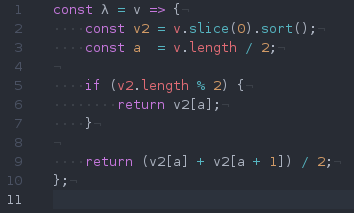 1 const λ = v => {
2     const v2 = v.slice(0).sort();
3     const a  = v.length / 2;
4
5     if (v2.length % 2) {
6         return v2[a];
7     }
8
9     return (v2[a] + v2[a + 1]) / 2;
10 };
11